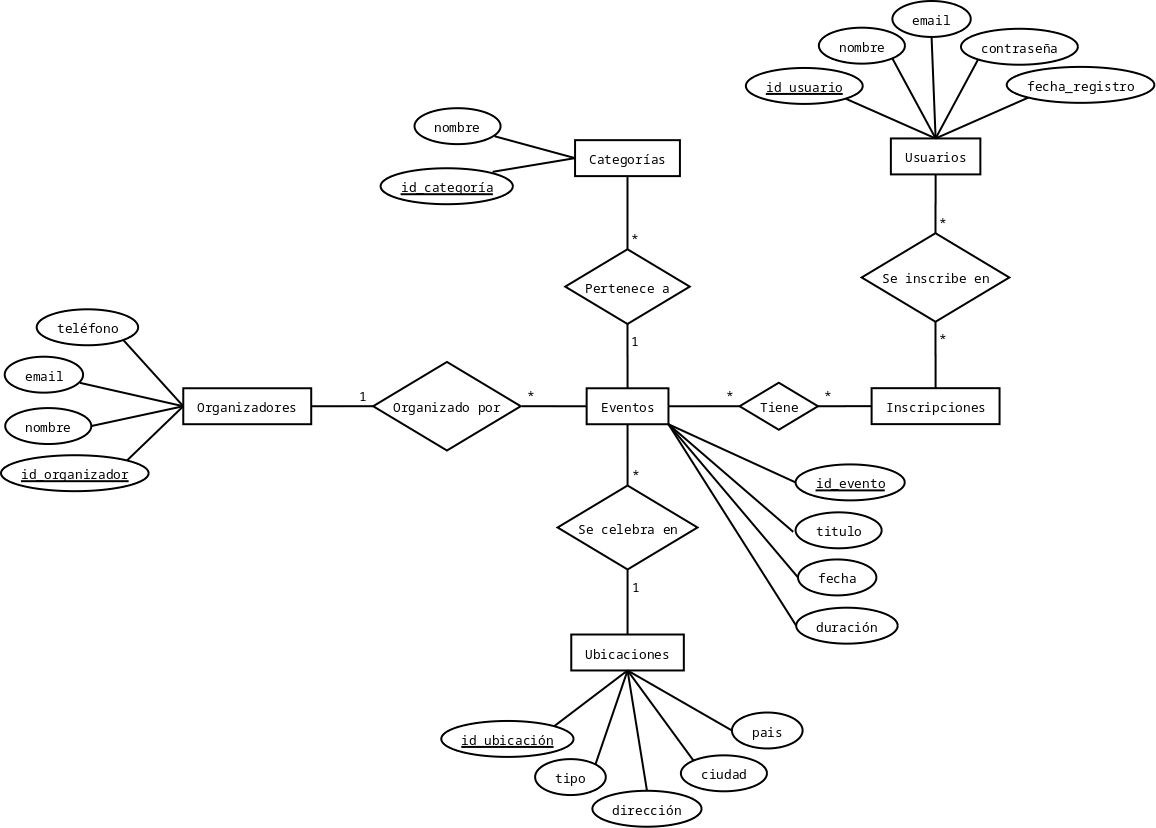 email
nombre
contraseña
id_usuario
fecha_registro
nombre
Categorías
Usuarios
id_categoría
*
*
Se inscribe en
Pertenece a
teléfono
1
*
email
1
*
*
*
Organizadores
Organizado por
Eventos
Tiene
Inscripciones
nombre
id_organizador
*
id_evento
Se celebra en
titulo
fecha
1
duración
Ubicaciones
id_ubicación
pais
tipo
ciudad
dirección